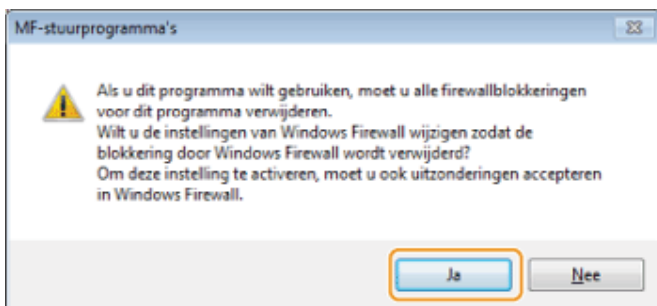 MF-stuurprogramma's
Als u dit programma wilt gebruiken, moet u alle firewallblokkeringen
voor dit programma verwijderen.
Wilt u de instellingen van Windows Firewall wijzigen zodat de
blokkering door Windows Firewall wordt verwijderd?
Om deze instelling te activeren, moet u ook uitzonderingen accepteren
in Windows Firewall.
Ja
Nee